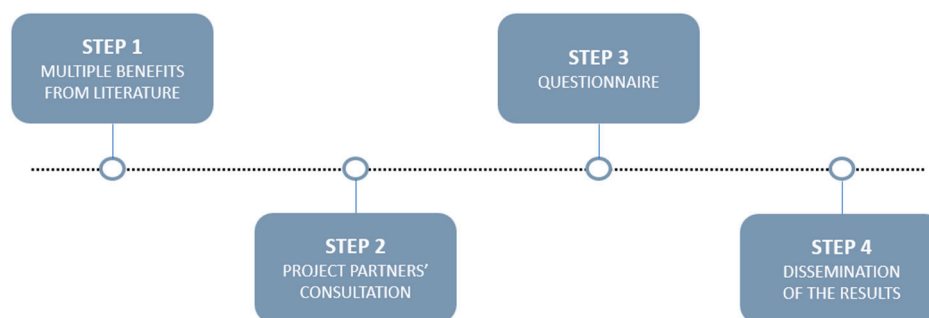 STEP 1
MULTIPLE BENEFITS
FROM LITERATURE
STEP 2
PROJECT PARTNERS’
CONSULTATION
STEP 3
QUESTIONNAIRE
STEP 4
DISSEMINATION
OF THE RESULTS